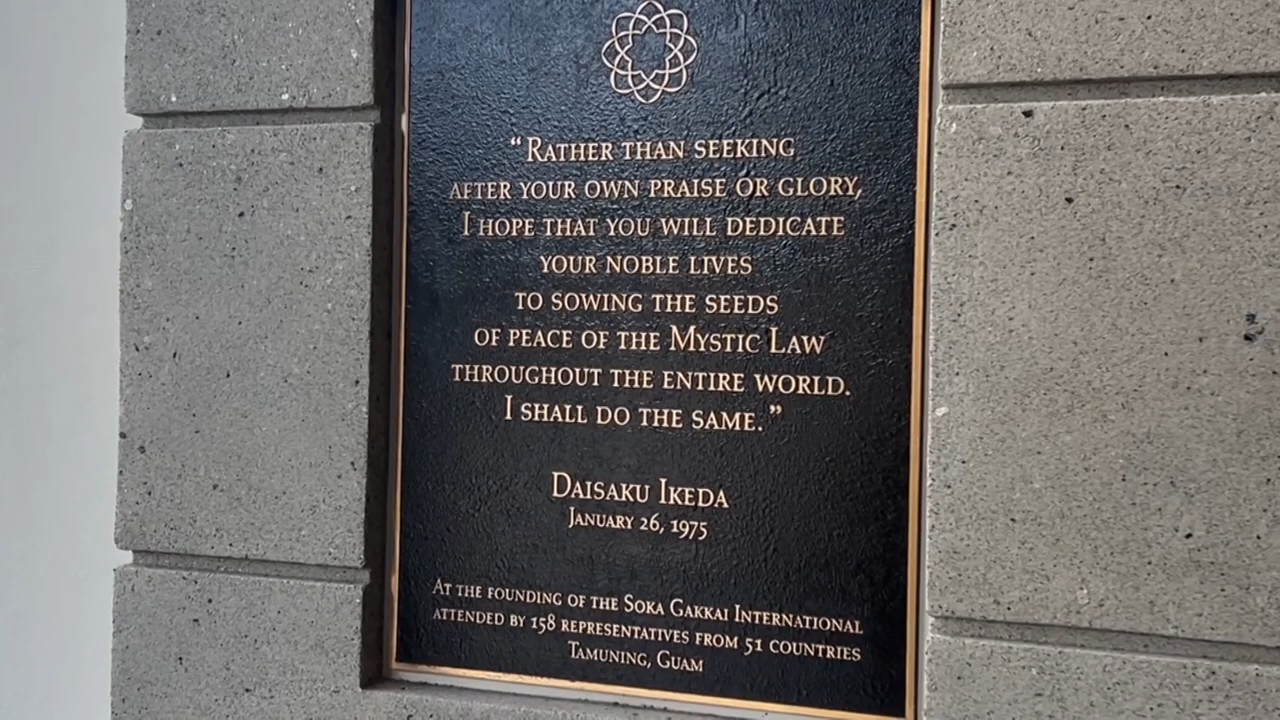 “Rather than seeking
after your own praise or glory,
I hope that you will dedicate
your noble lives
to sowing the seeds
of peace of the Mystic Law
throughout the entire world.
I shall do the same.”
Daisaku Ikeda
January 26, 1975
At the founding of the Soka Gakkai International
attended by 158 representatives from 51 countries
Tamuning, Guam